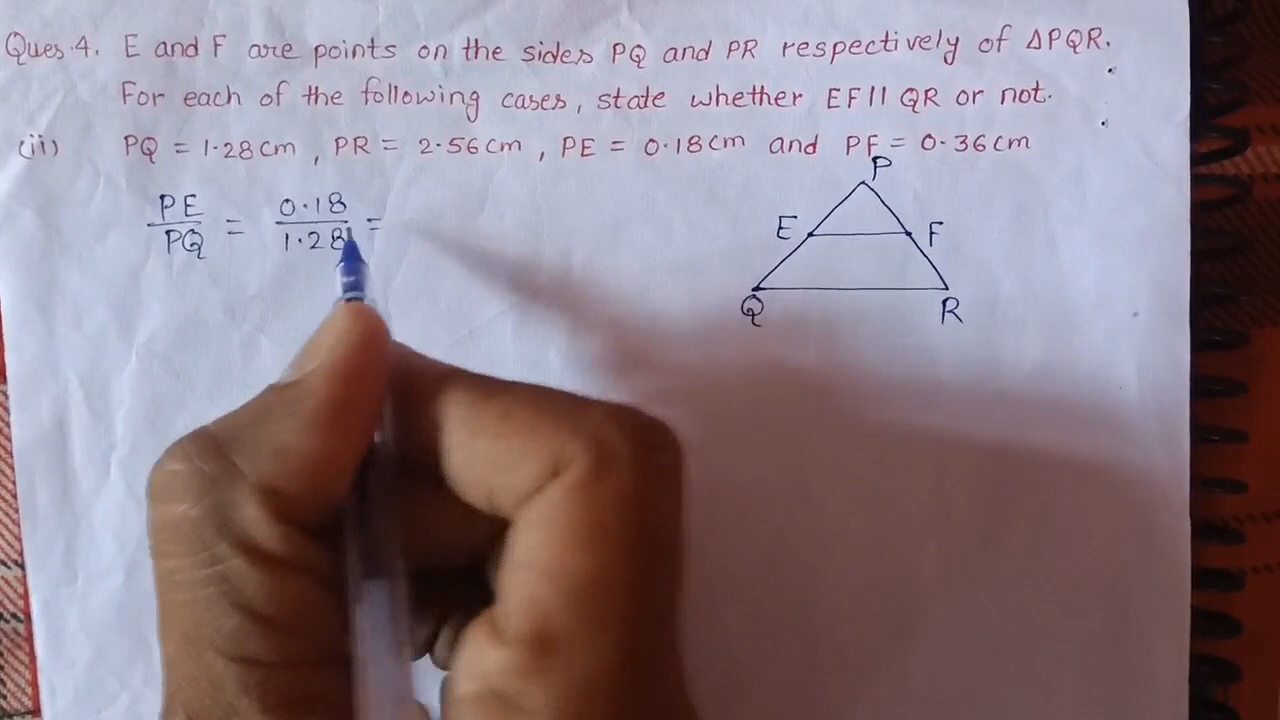 Ques.4. E and F are points on the sides PQ and PR respectively of ΔPQR.
For each of the following cases, state whether EF || QR or not.
(ii) PQ = 1.28 cm, PR = 2.56 cm, PE = 0.18 cm and PF = 0.36 cm
PE/PQ = 0.18/1.28 =
P
E F
Q R